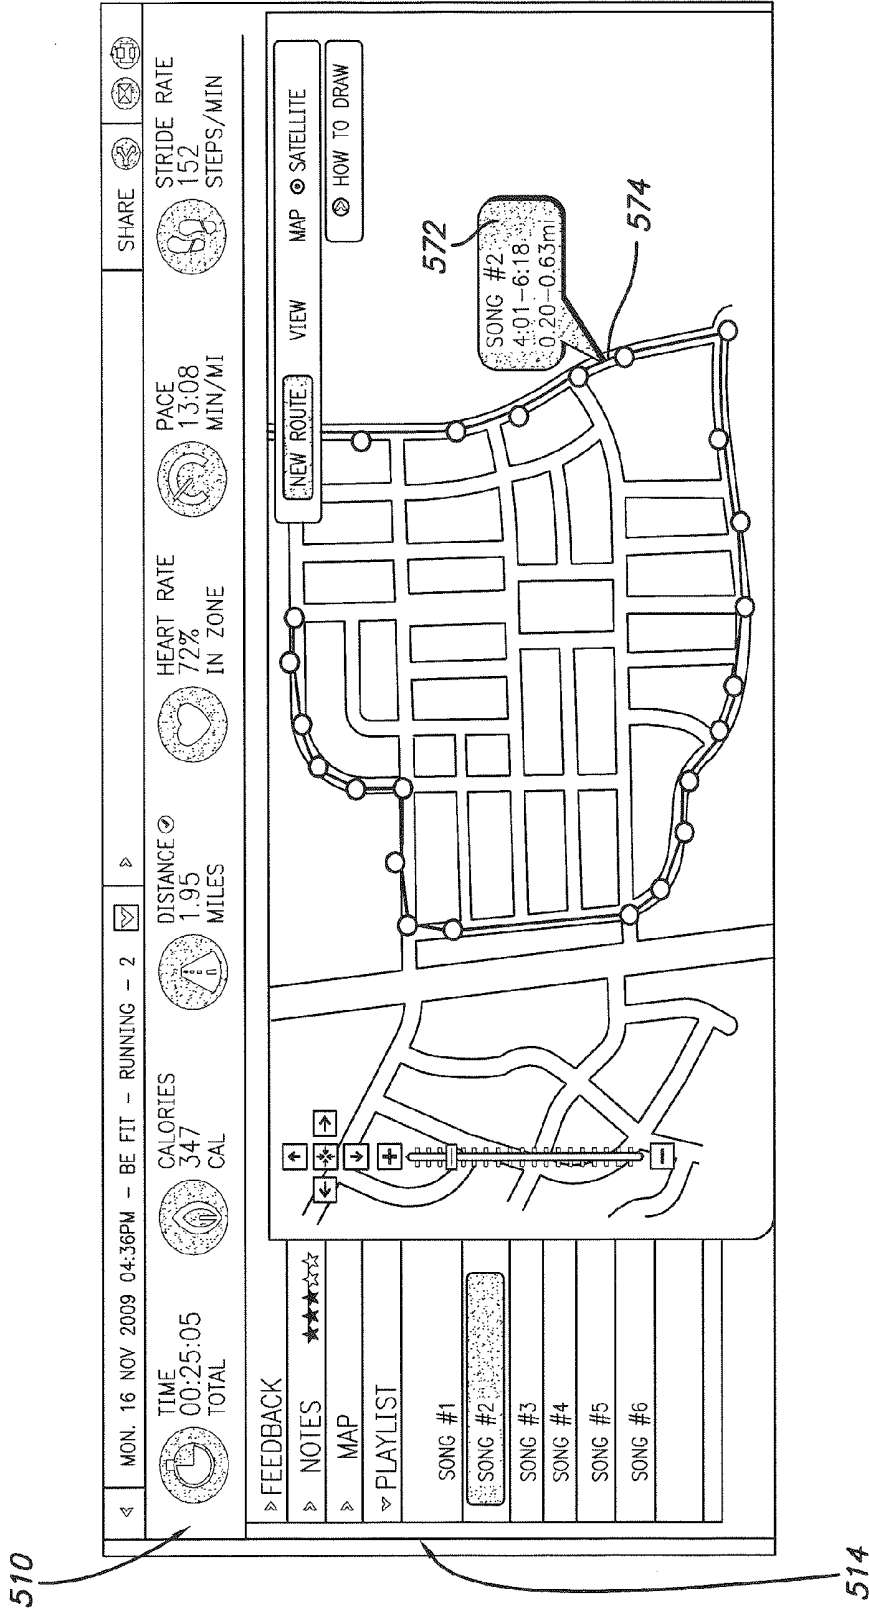 MON. 16 NOV 2009 04:36PM - BE FIT - RUNNING - 2
SHARE
TIME
00:25:05
TOTAL
CALORIES
347
CAL
DISTANCE
1.95
MILES
HEART RATE
72%
IN ZONE
PACE
13:08
MIN/MI
STRIDE RATE
152
STEPS/MIN
FEEDBACK
NOTES
MAP
PLAYLIST
SONG #1
SONG #2
SONG #3
SONG #4
SONG #5
SONG #6
NEW ROUTE
VIEW
MAP
SATELLITE
HOW TO DRAW
SONG #2
4:01-6:18
0.20-0.63mi
510
514
572
574